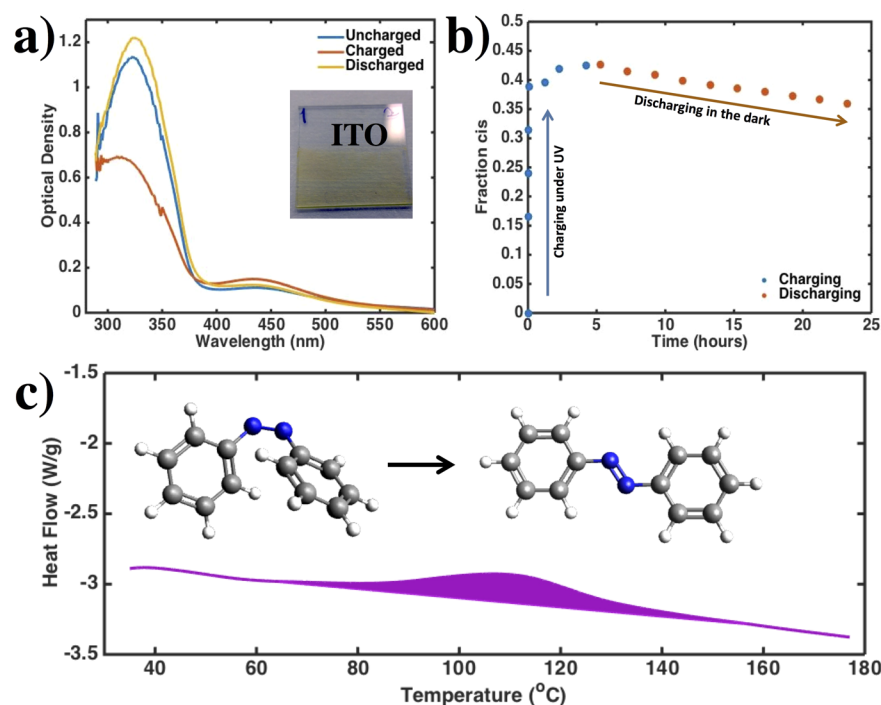 a)
Optical Density
1.2
1
0.8
0.6
0.4
0.2
0
300 350 400 450 500 550 600
Wavelength (nm)
Uncharged
Charged
Discharged
1
ITO
b)
Fraction cis
0.5
0.45
0.4
0.35
0.3
0.25
0.2
0.15
0.1
0.05
0
0 5 10 15 20 25
Time (hours)
Charging under UV
Discharging in the dark
Charging
Discharging
c)
Heat Flow (W/g)
-1.5
-2
-2.5
-3
-3.5
40 60 80 100 120 140 160 180
Temperature (°C)